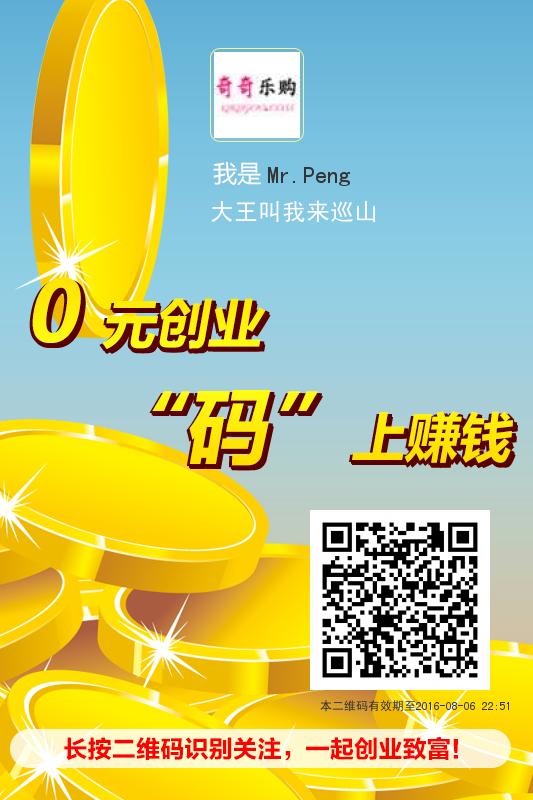 奇奇乐购
我是 Mr.Peng
大王叫我来巡山
0 元创业
“码” 上赚钱
本二维码有效期至2016-08-06 22:51
长按二维码识别关注，一起创业致富!